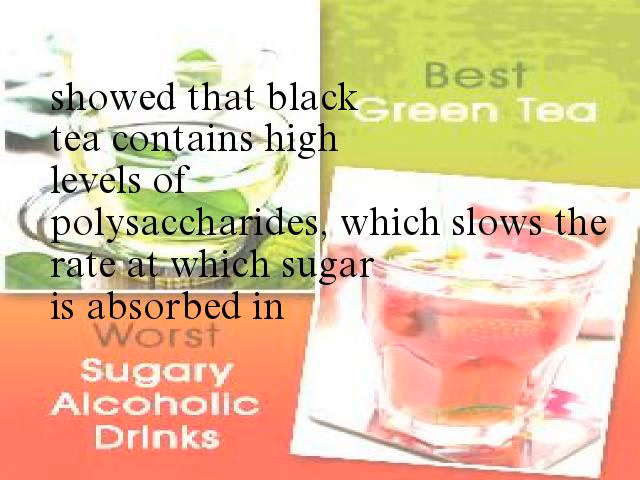 Best
Green Tea
showed that black
tea contains high
levels of
polysaccharides, which slows the
rate at which sugar
is absorbed in
Worst
Sugary
Alcoholic
Drinks